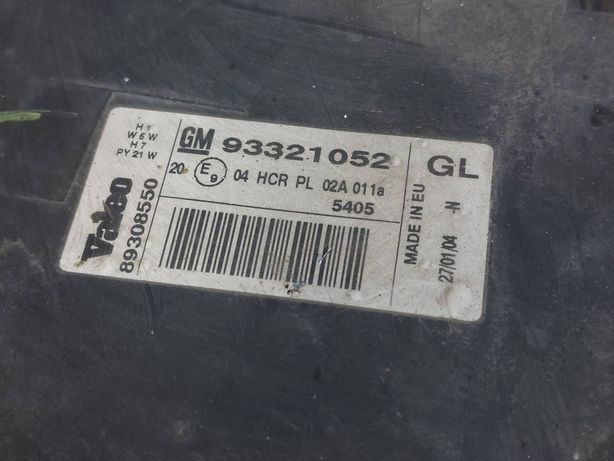 H1
W5W
H7
PY21W
Valeo
89308550
GM 93321052
20 E9 04 HCR PL 02A 011a
5405
GL
MADE IN EU
27/01/04 -N